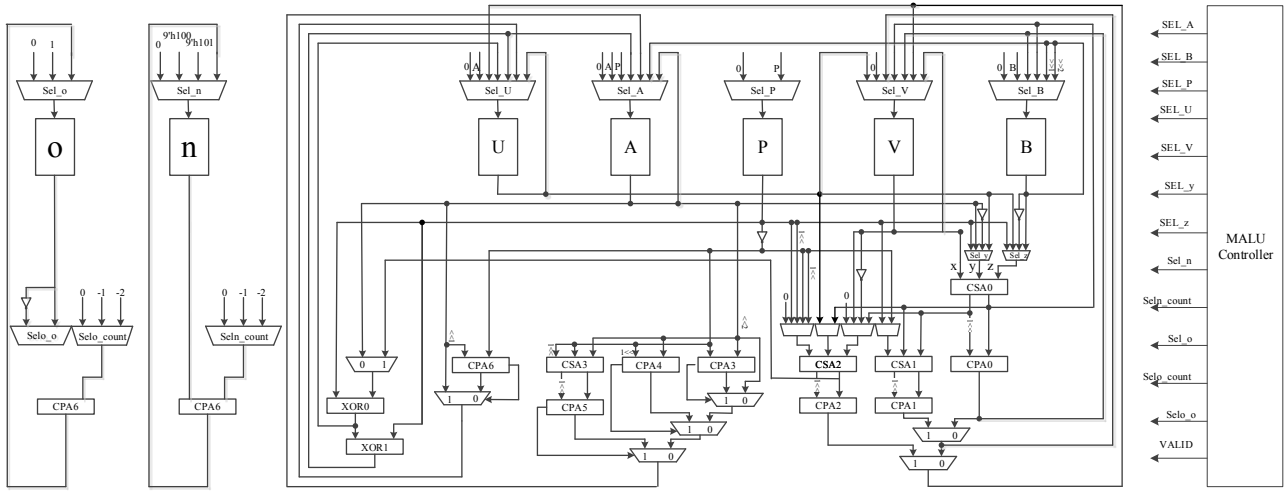 SEL_A
9'h100
0 1
0
9'h101
SEL_B
0 A
0 A P
0
P
0
0 B
Sel_o
Sel_n
Sel_U
Sel_A
Sel_P
Sel_V
Sel_B
SEL_P
SEL_U
o
n
U
A
P
V
B
SEL_V
SEL_y
SEL_z
MALU
Controller
Sel_y
Sel_z
x y z
Sel_n
CSA0
0 -1 -2
0 -1 -2
0
0
Seln_count
Selo_o
Selo_count
Seln_count
Sel_o
1<<
0 1
CPA6
CSA3
CPA4
CPA3
CSA2
CSA1
CPA0
Selo_count
1 0
1 0
CPA6
CPA6
XOR0
CPA5
CPA2
CPA1
Selo_o
1 0
1 0
XOR1
VALID
1 0
1 0